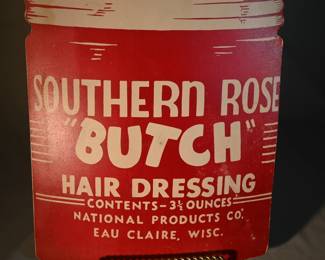 SOUTHERN ROSE
"BUTCH"
HAIR DRESSING
CONTENTS-3½ OUNCES
NATIONAL PRODUCTS CO.
EAU CLAIRE, WISC.